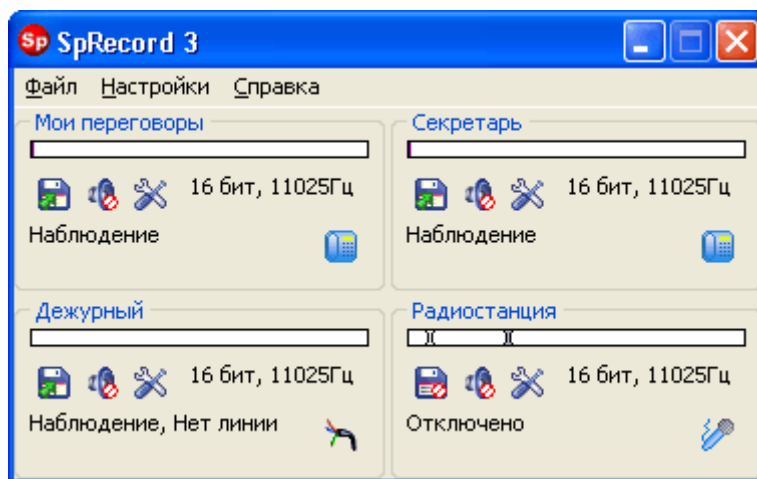 Sp SpRecord 3
Файл Настройки Справка
Мои переговоры
16 бит, 11025Гц
Наблюдение
Секретарь
16 бит, 11025Гц
Наблюдение
Дежурный
16 бит, 11025Гц
Наблюдение, Нет линии
Радиостанция
16 бит, 11025Гц
Отключено